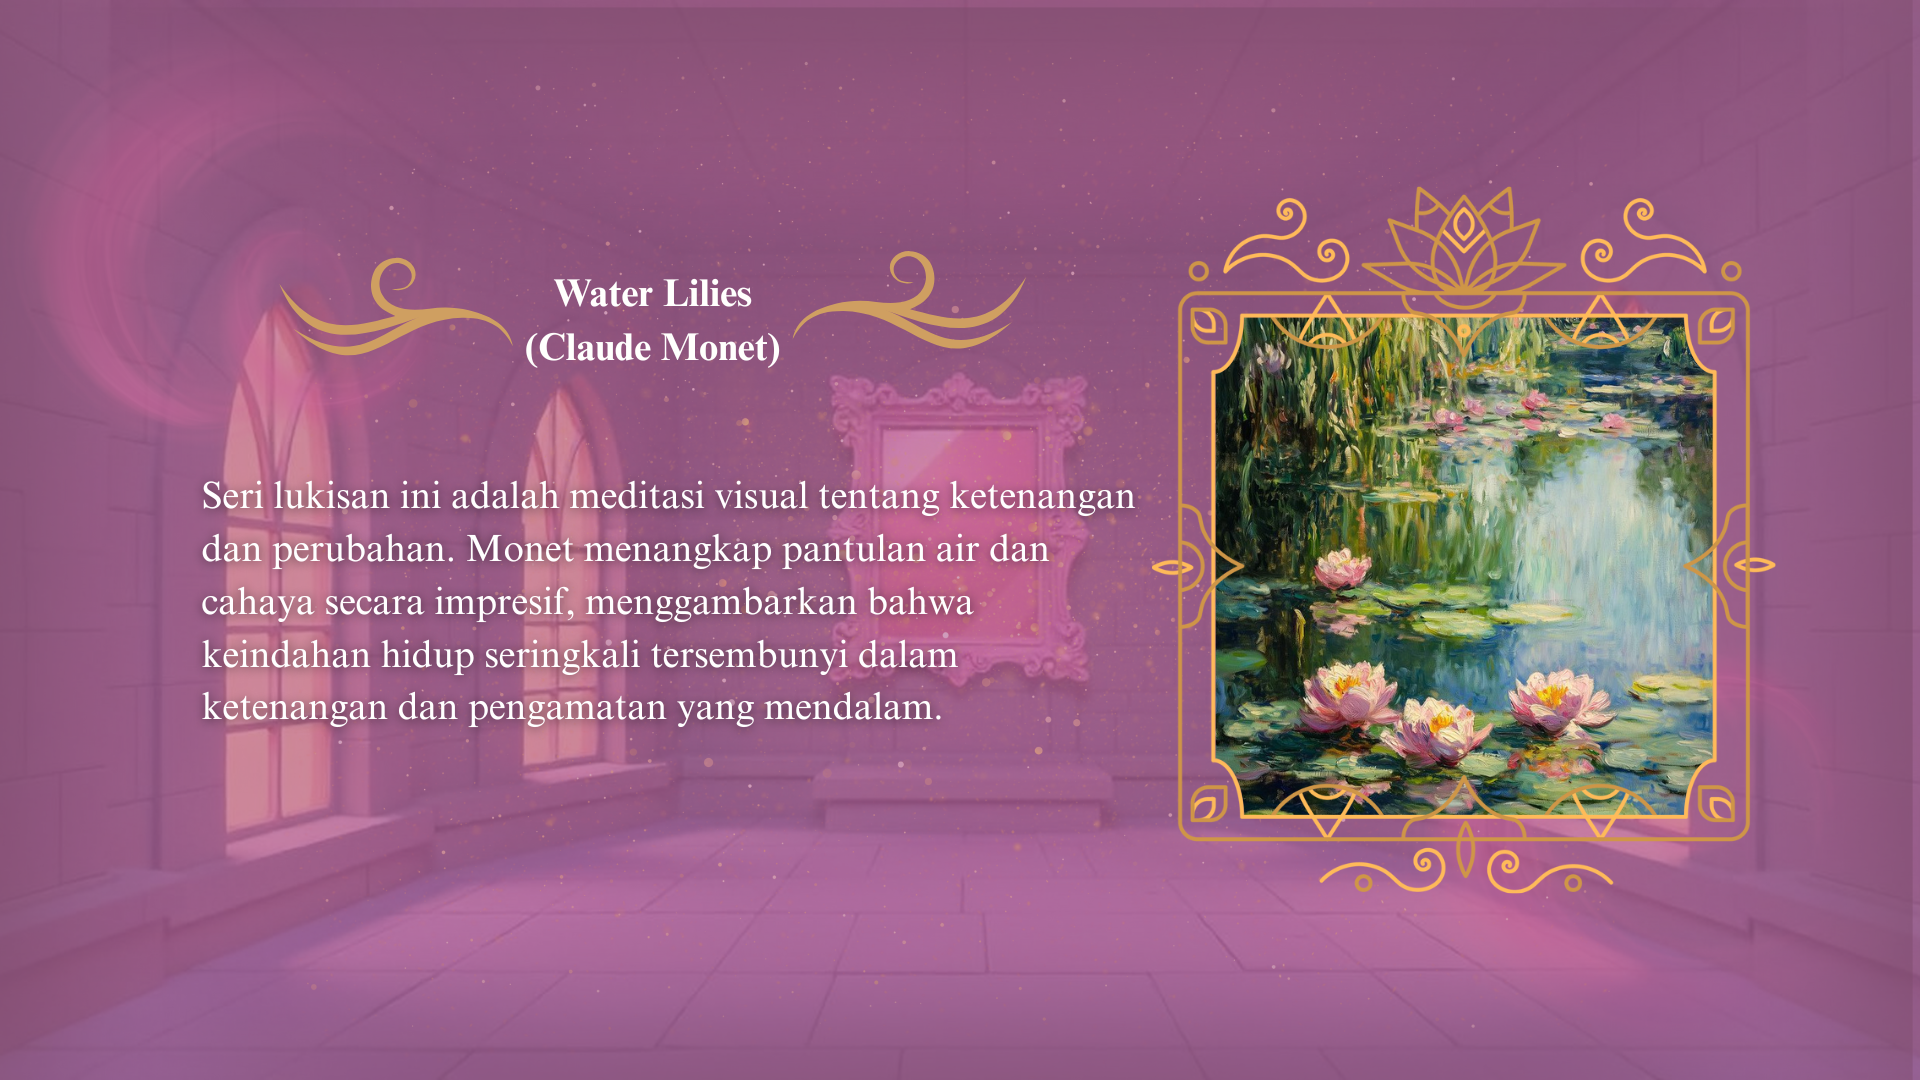 Water Lilies
(Claude Monet)
Seri lukisan ini adalah meditasi visual tentang ketenangan
dan perubahan. Monet menangkap pantulan air dan
cahaya secara impresif, menggambarkan bahwa
keindahan hidup seringkali tersembunyi dalam
ketenangan dan pengamatan yang mendalam.